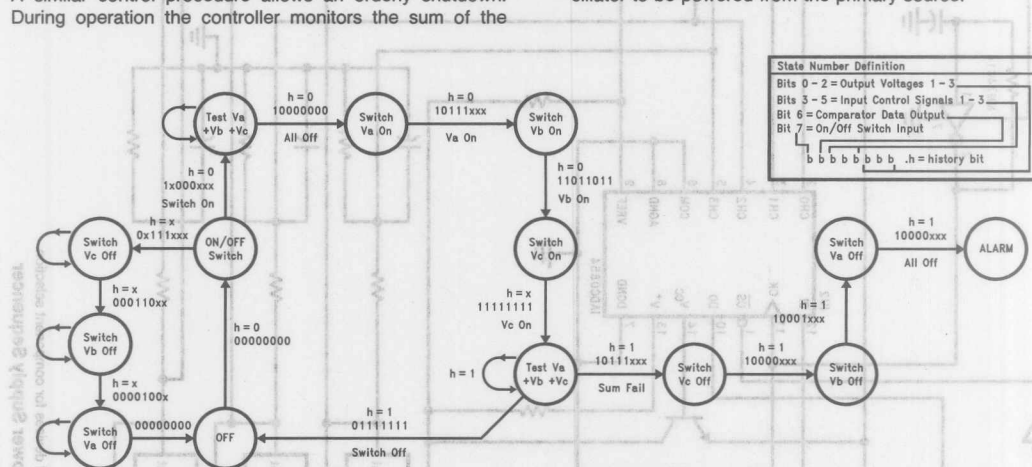 A similar control procedure allows an orderly shutdown.
During operation the controller monitors the sum of the
cillator to be powered from the primary source.
State Number Definition
Bits 0 - 2 = Output Voltages 1 - 3
Bits 3 - 5 = Input Control Signals 1 - 3
Bit 6 = Comparator Data Output
Bit 7 = On/Off Switch Input
b b b b b b b b .h = history bit
Test Va
+Vb +Vc
h = 0
10000000
All Off
Switch
Va On
h = 0
10111xxx
Va On
Switch
Vb On
h = 0
11011011
Vb On
Switch
Vc On
h = x
11111111
Vc On
Test Va
+Vb +Vc
h = 1
h = 1
10111xxx
Sum Fail
Switch
Vc Off
h = 1
10000xxx
Switch
Vb Off
h = 1
10001xxx
Switch
Va Off
h = 1
10000xxx
All Off
ALARM
h = 1
01111111
Switch Off
OFF
h = 0
00000000
ON/OFF
Switch
h = 0
1x000xxx
Switch On
h = x
0x111xxx
Switch
Vc Off
h = x
000110xx
Switch
Vb Off
h = x
0000100x
Switch
Va Off
00000000